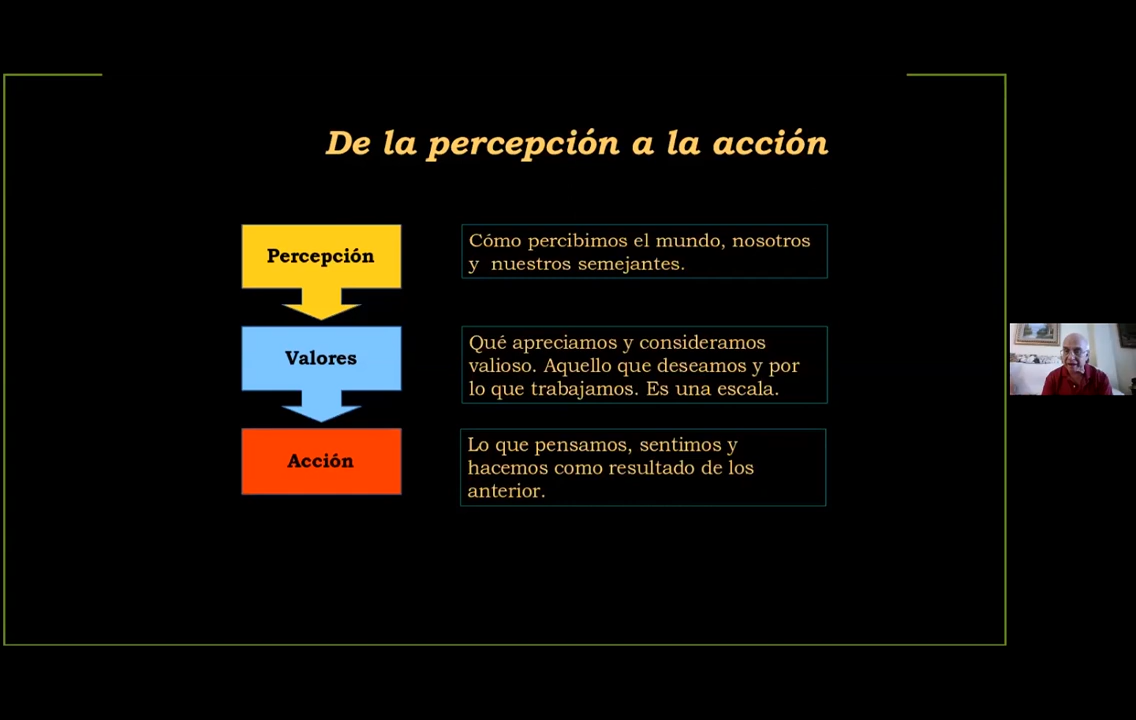 De la percepción a la acción
Percepción
Cómo percibimos el mundo, nosotros
y nuestros semejantes.
Valores
Qué apreciamos y consideramos
valioso. Aquello que deseamos y por
lo que trabajamos. Es una escala.
Acción
Lo que pensamos, sentimos y
hacemos como resultado de los
anterior.